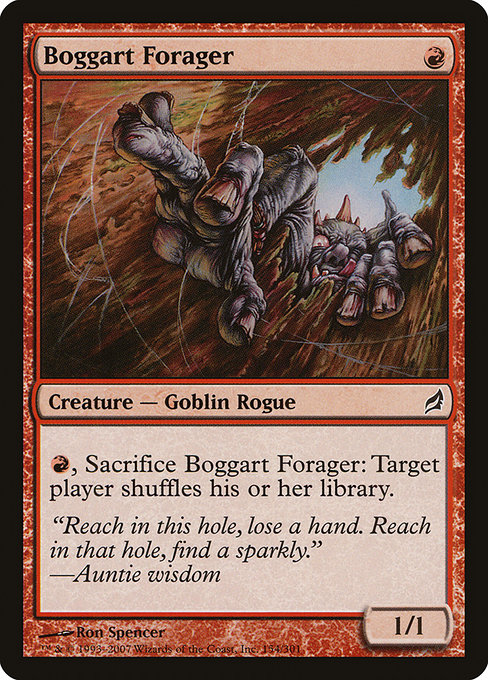 Boggart Forager
Creature — Goblin Rogue
, Sacrifice Boggart Forager: Target
player shuffles his or her library.
“Reach in this hole, lose a hand. Reach
in that hole, find a sparkly.”
—Auntie wisdom
1/1
Ron Spencer
™ & © 1993-2007 Wizards of the Coast, Inc. 154/301